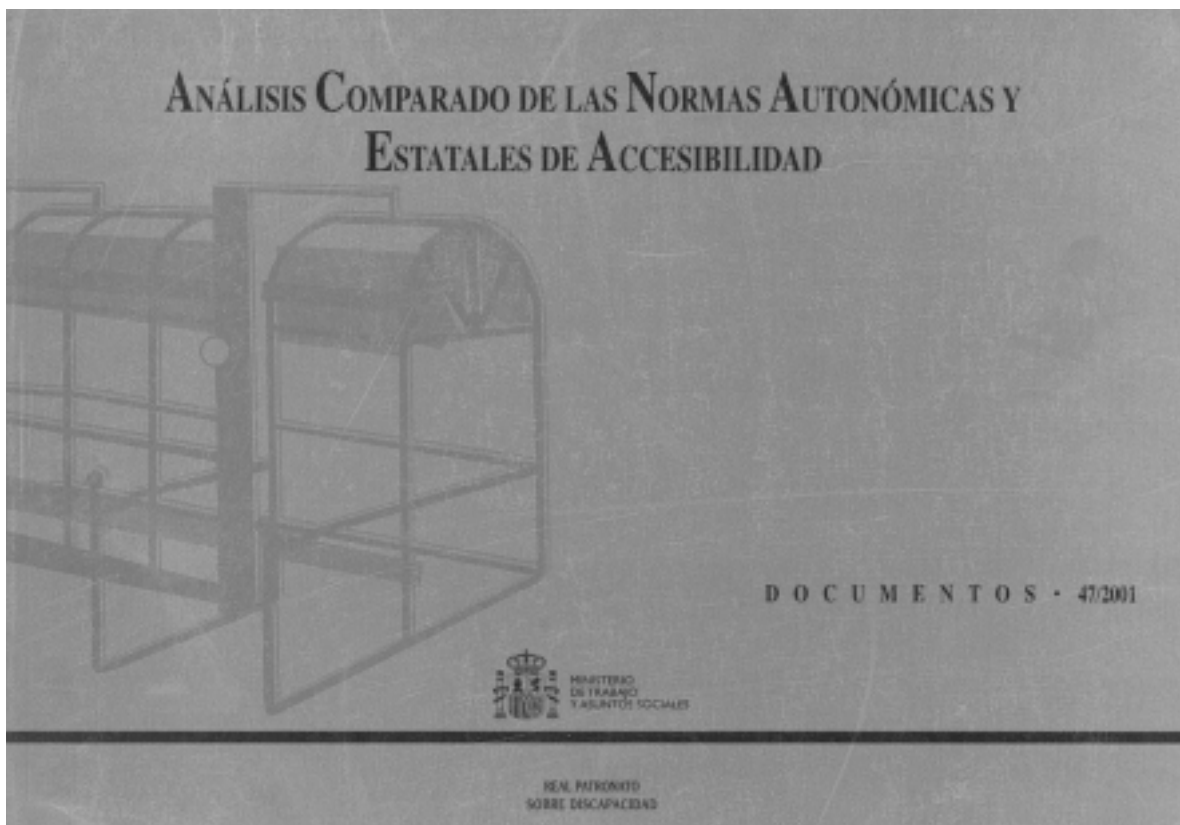 ANÁLISIS COMPARADO DE LAS NORMAS AUTONÓMICAS Y
ESTATALES DE ACCESIBILIDAD
DOCUMENTOS · 47/2001
MINISTERIO
DE TRABAJO
Y ASUNTOS SOCIALES
REAL PATRONATO
SOBRE DISCAPACIDAD